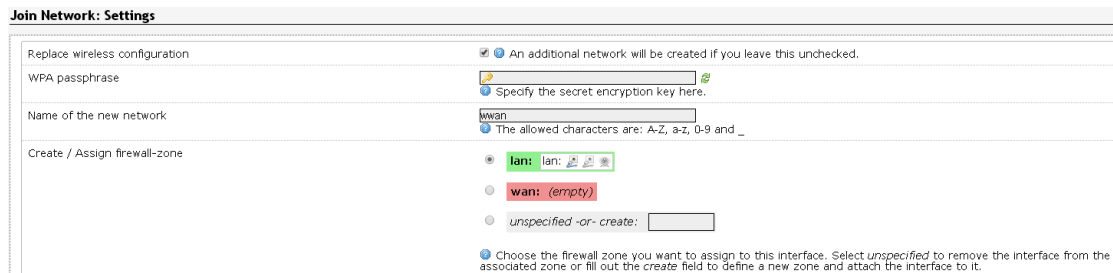 Join Network: Settings
Replace wireless configuration
An additional network will be created if you leave this unchecked.
WPA passphrase
Specify the secret encryption key here.
Name of the new network
wwan
The allowed characters are: A-Z, a-z, 0-9 and _
Create / Assign firewall-zone
lan: lan:
wan: (empty)
unspecified -or- create:
Choose the firewall zone you want to assign to this interface. Select unspecified to remove the interface from the
associated zone or fill out the create field to define a new zone and attach the interface to it.